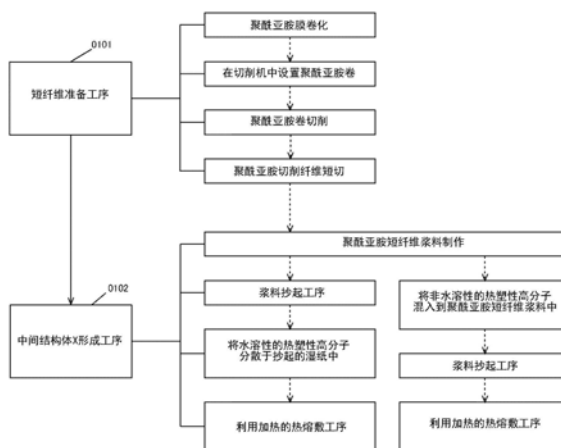 聚酰亚胺膜卷化
0101
在切削机中设置聚酰亚胺卷
短纤维准备工序
聚酰亚胺卷切削
聚酰亚胺切削纤维短切
聚酰亚胺短纤维浆料制作
0102
浆料抄起工序
将非水溶性的热塑性高分子
混入到聚酰亚胺短纤维浆料中
中间结构体X形成工序
将水溶性的热塑性高分子
分散于抄起的湿纸中
浆料抄起工序
利用加热的热熔敷工序
利用加热的热熔敷工序